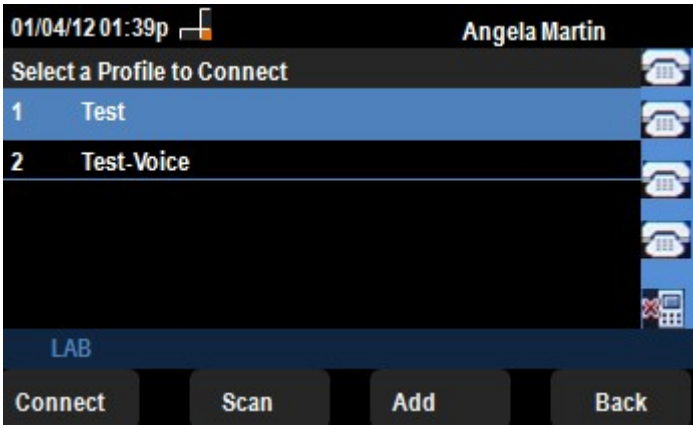 01/04/12 01:39p Angela Martin
Select a Profile to Connect
1 Test
2 Test-Voice
LAB
Connect Scan Add Back